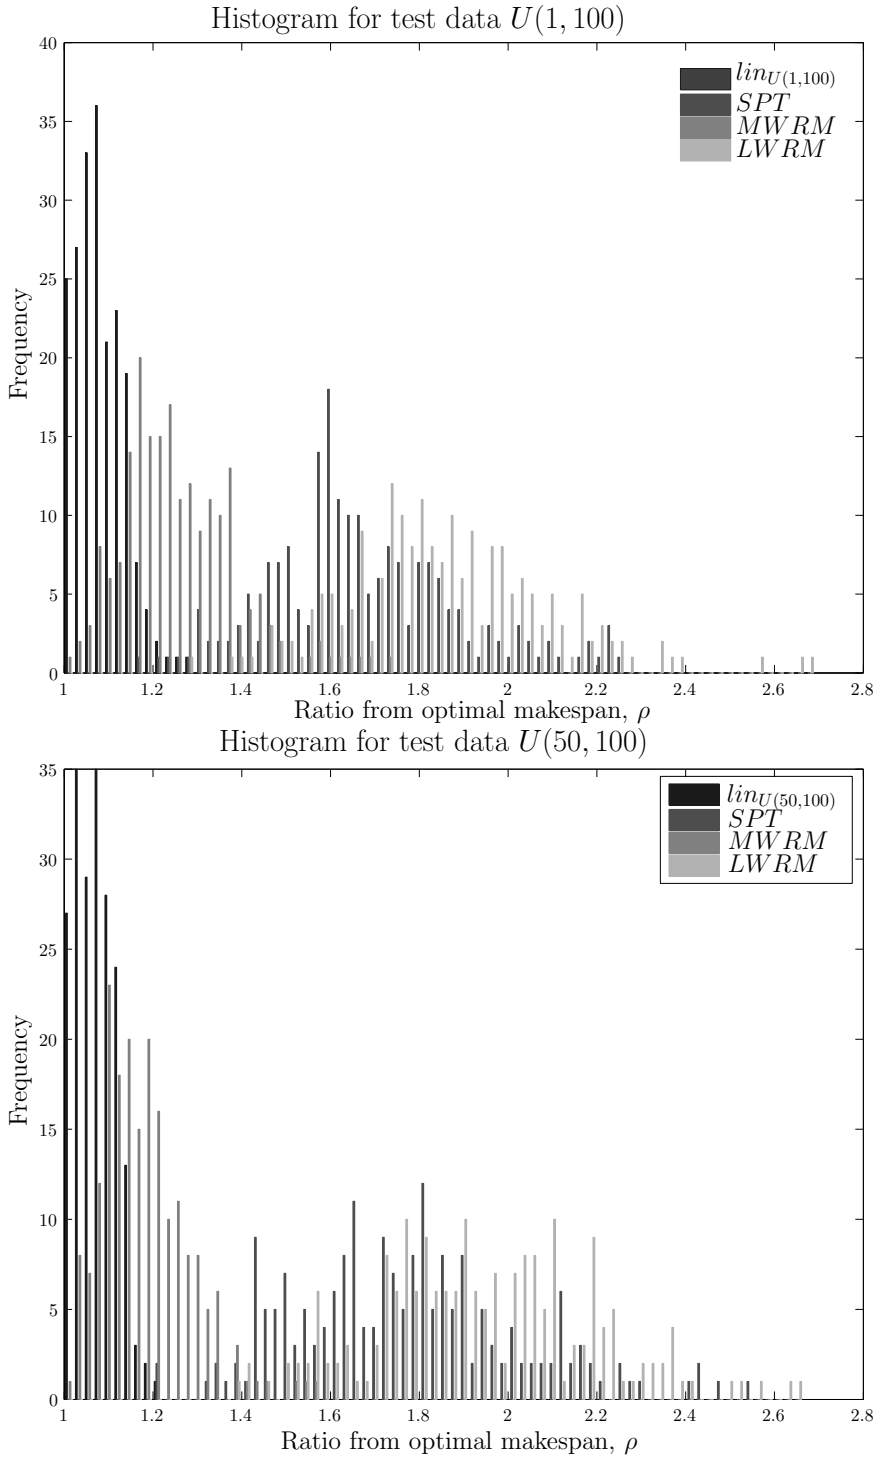 Histogram for test data U(1, 100)
40
35
30
25
20
15
10
5
0
Frequency
lin_{U(1,100)}
SPT
MWRM
LWRM
1 1.2 1.4 1.6 1.8 2 2.2 2.4 2.6 2.8
Ratio from optimal makespan, ρ
Histogram for test data U(50, 100)
35
30
25
20
15
10
5
0
Frequency
lin_{U(50,100)}
SPT
MWRM
LWRM
1 1.2 1.4 1.6 1.8 2 2.2 2.4 2.6 2.8
Ratio from optimal makespan, ρ